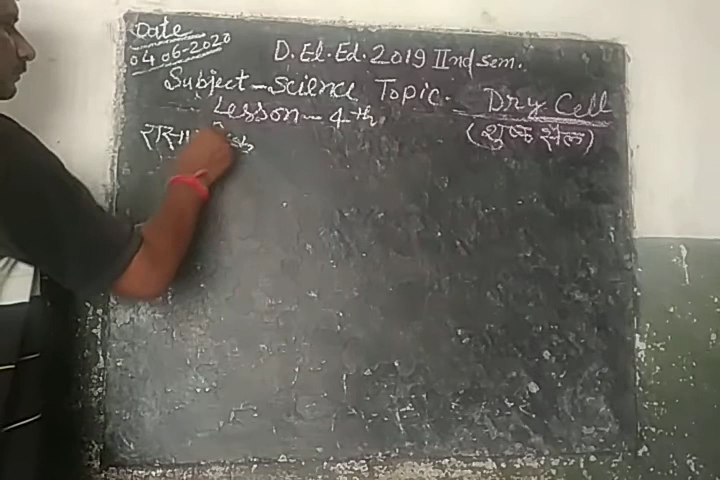 Date
04-06-2020
D.El.Ed. 2019 IInd sem.
Subject - Science Topic - Dry Cell
Lesson - 4th (शुष्क सैल)